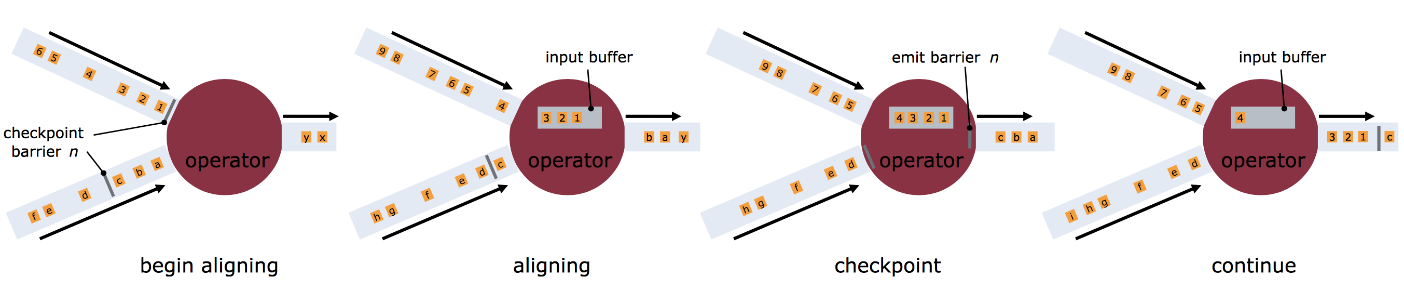 6 5 4 3 2 1
checkpoint
barrier n
f e d c b a
operator
y x
begin aligning
9 8 7 6 5 4
input buffer
3 2 1
operator
b a y
h g f e d c
aligning
9 8 7 6 5
emit barrier n
4 3 2 1
operator
c b a
h g f e d
checkpoint
9 8 7 6 5
input buffer
4
operator
3 2 1 c
i h g f e d
continue